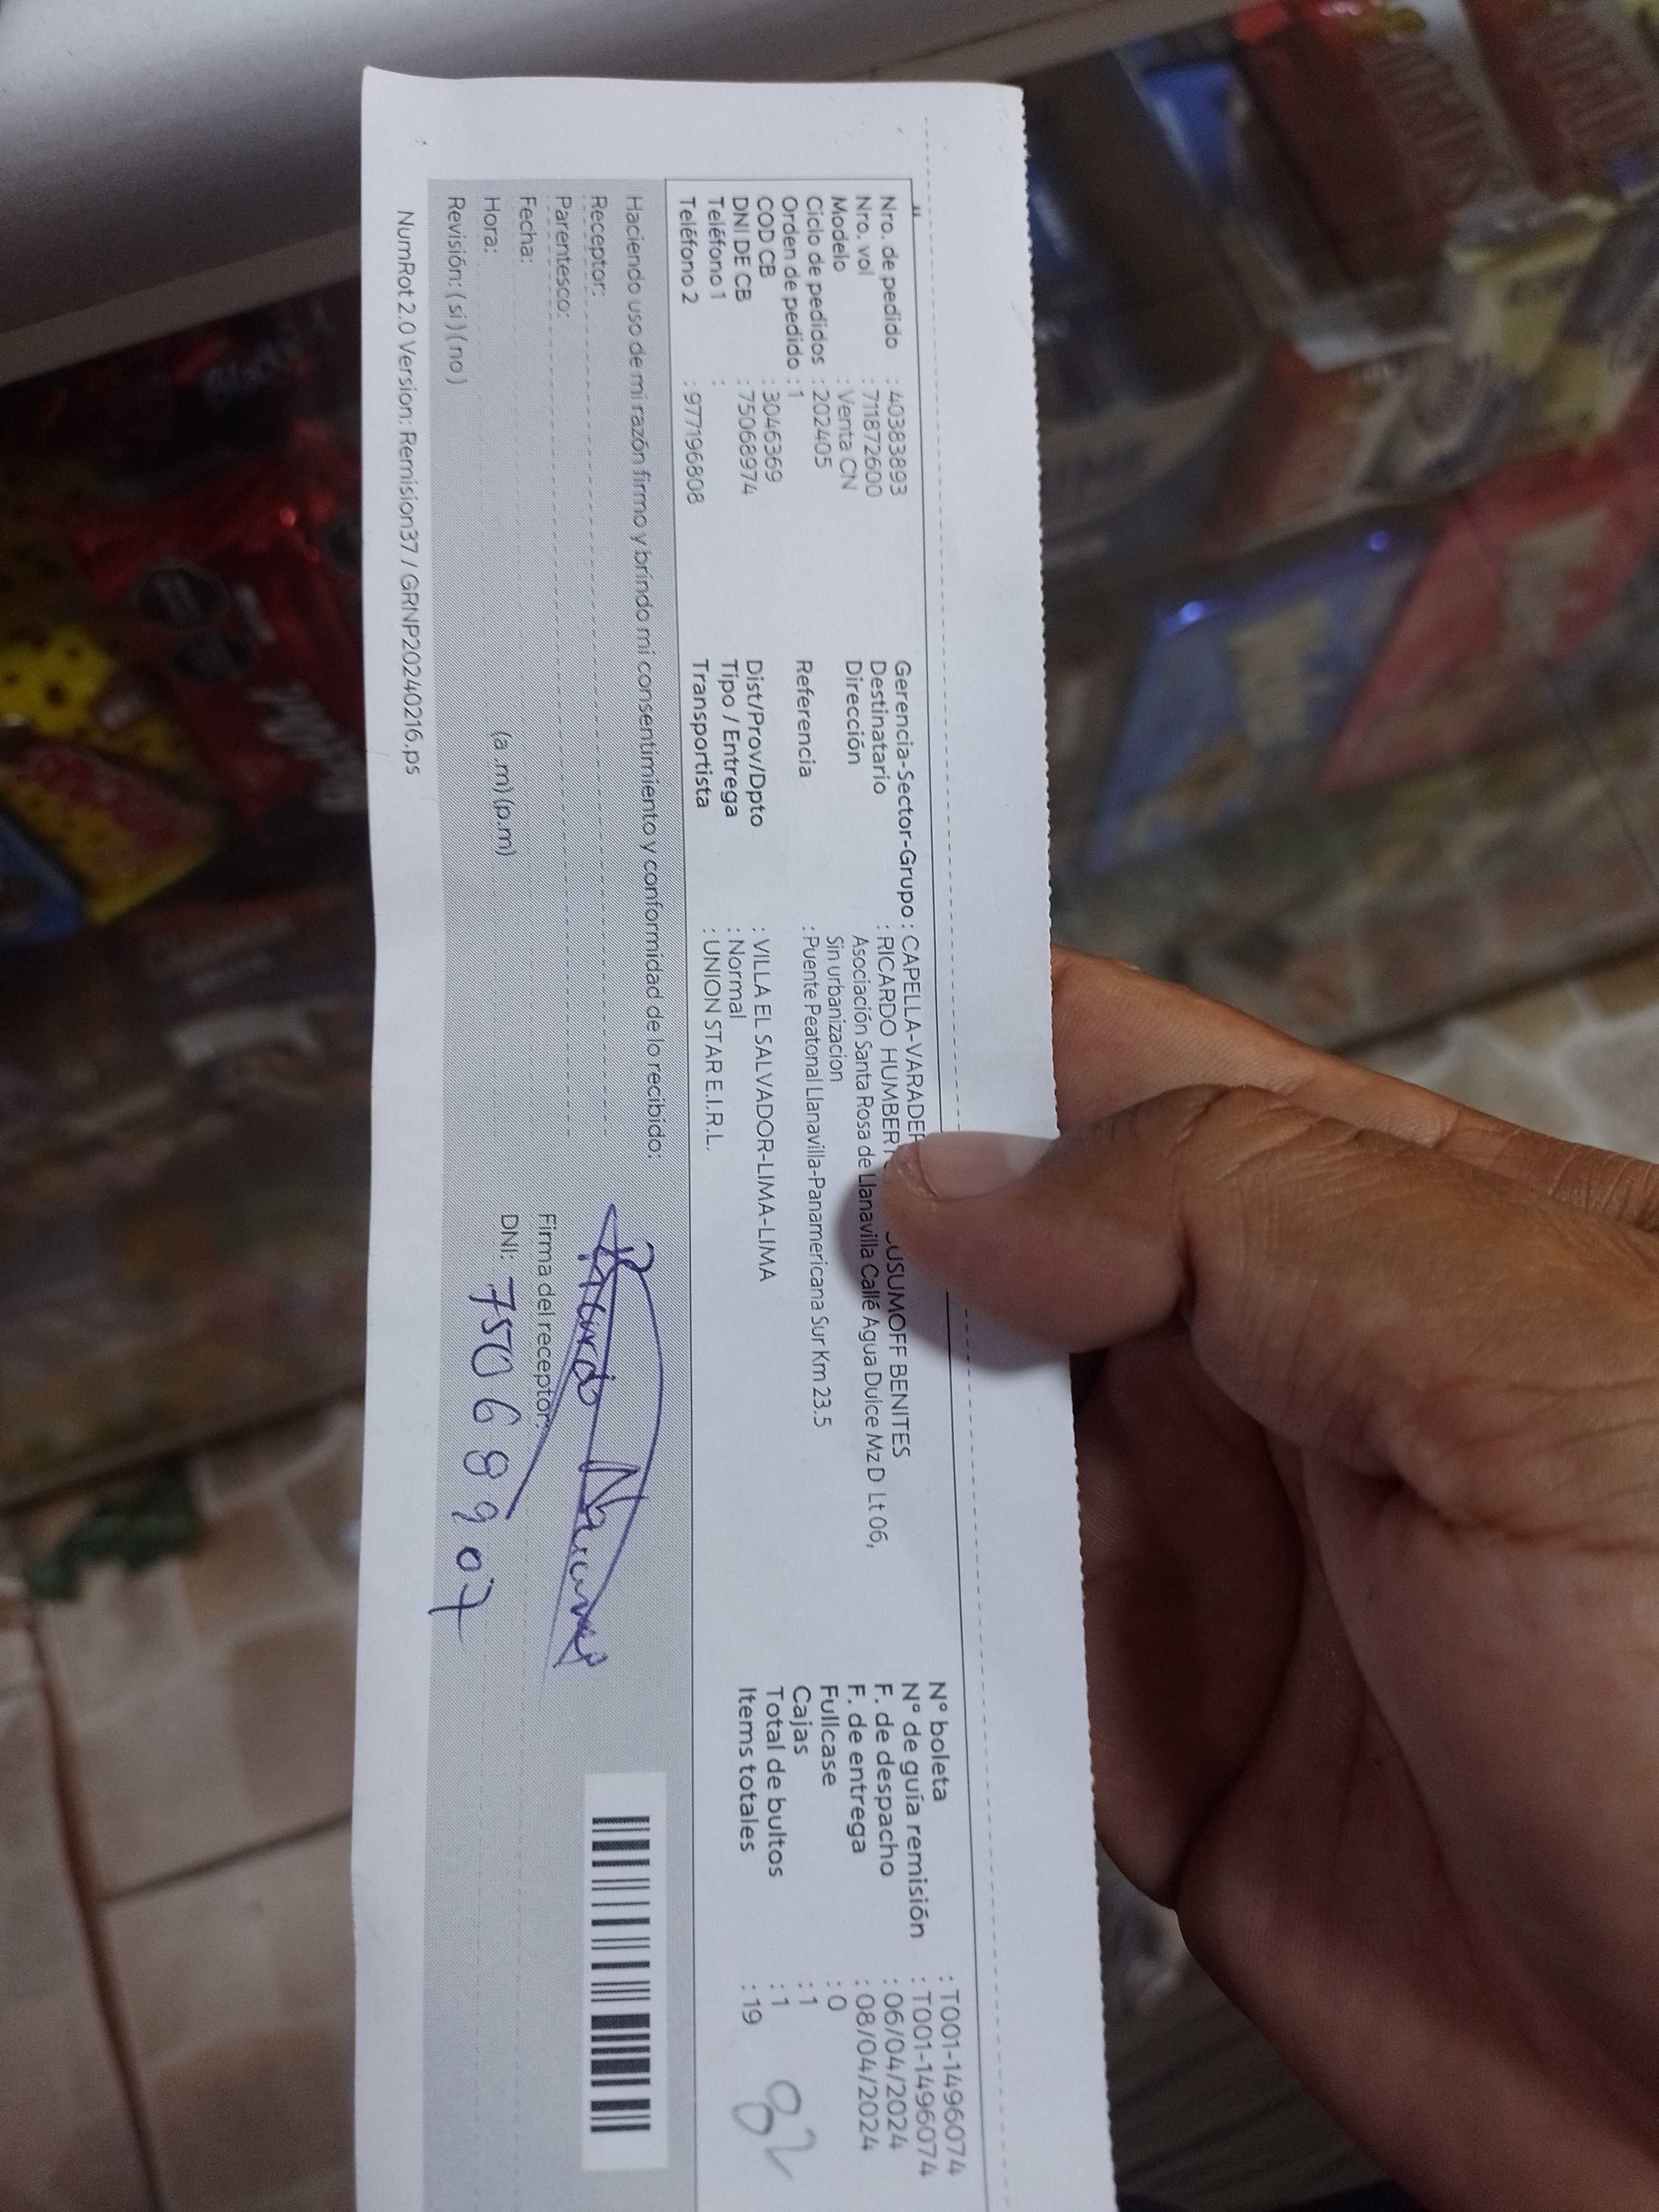 Nro. de pedido : 40383893
Nro. vol : 711872600
Modelo : Venta CN
Ciclo de pedidos : 202405
Orden de pedido : 1
COD CB : 3046369
DNI DE CB : 75068974
Teléfono 1 :
Teléfono 2 : 977196808
Gerencia-Sector-Grupo : CAPELLA-VARADER
Destinatario : RICARDO HUMBERT USUMOFF BENITES
Dirección Asociación Santa Rosa de Llanavilla Callé Agua Dulce Mz D Lt 06,
Sin urbanizacion
Referencia : Puente Peatonal Llanavilla-Panamericana Sur Km 23.5
Dist/Prov/Dpto : VILLA EL SALVADOR-LIMA-LIMA
Tipo / Entrega : Normal
Transportista : UNION STAR E.I.R.L.
Nº boleta : T001-1496074
Nº de guía remisión : T001-1496074
F. de despacho : 06/04/2024
F. de entrega : 08/04/2024
Fullcase : 0
Cajas : 1
Total de bultos : 1
Items totales : 19
82
Haciendo uso de mi razón firmo y brindo mi consentimiento y conformidad de lo recibido:
Receptor:
Parentesco:
Fecha:
Hora: (a.m) (p.m)
Revisión: (si) (no)
Firma del receptor:
DNI: 750689707
NumRot 2.0 Version: Remision37 / GRNP20240216.ps